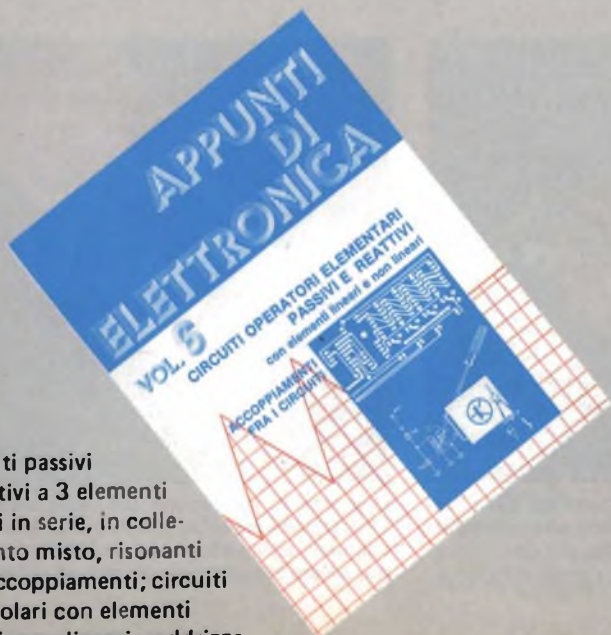 APPUNTI
DI
ELETTRONICA
VOL. 6
CIRCUITI OPERATORI ELEMENTARI
PASSIVI E REATTIVI
con elementi lineari e non lineari
ACCOPPIAMENTI
FRA I CIRCUITI
ti passivi
tivi a 3 elementi
i in serie, in colle-
nto misto, risonanti
ccoppiamenti; circuiti
olari con elementi